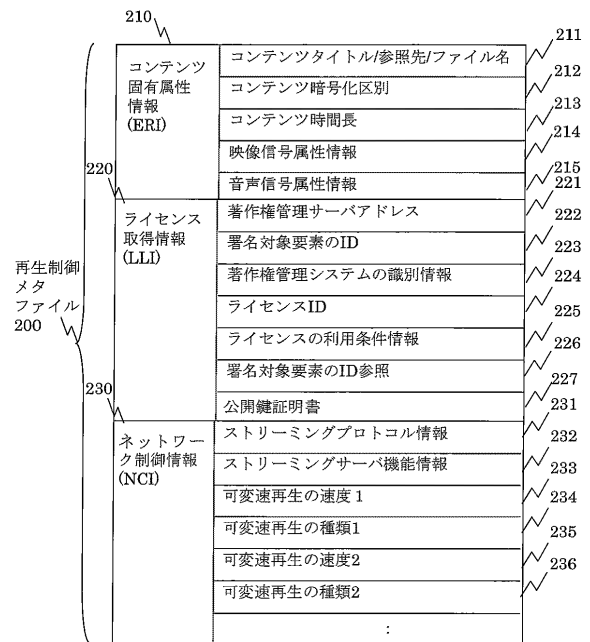 210
211
コンテンツ
固有属性
情報
(ERI)
コンテンツタイトル/参照先/ファイル名
212
コンテンツ暗号化区別
213
コンテンツ時間長
214
映像信号属性情報
215
音声信号属性情報
220
221
ライセンス
取得情報
(LLI)
著作権管理サーバアドレス
222
署名対象要素のID
223
著作権管理システムの識別情報
224
ライセンスID
225
ライセンスの利用条件情報
226
署名対象要素のID参照
227
公開鍵証明書
再生制御
メタ
ファイル
200
230
231
ネットワー
ク制御情報
(NCI)
ストリーミングプロトコル情報
232
ストリーミングサーバ機能情報
233
可変速再生の速度1
234
可変速再生の種類1
235
可変速再生の速度2
236
可変速再生の種類2
: